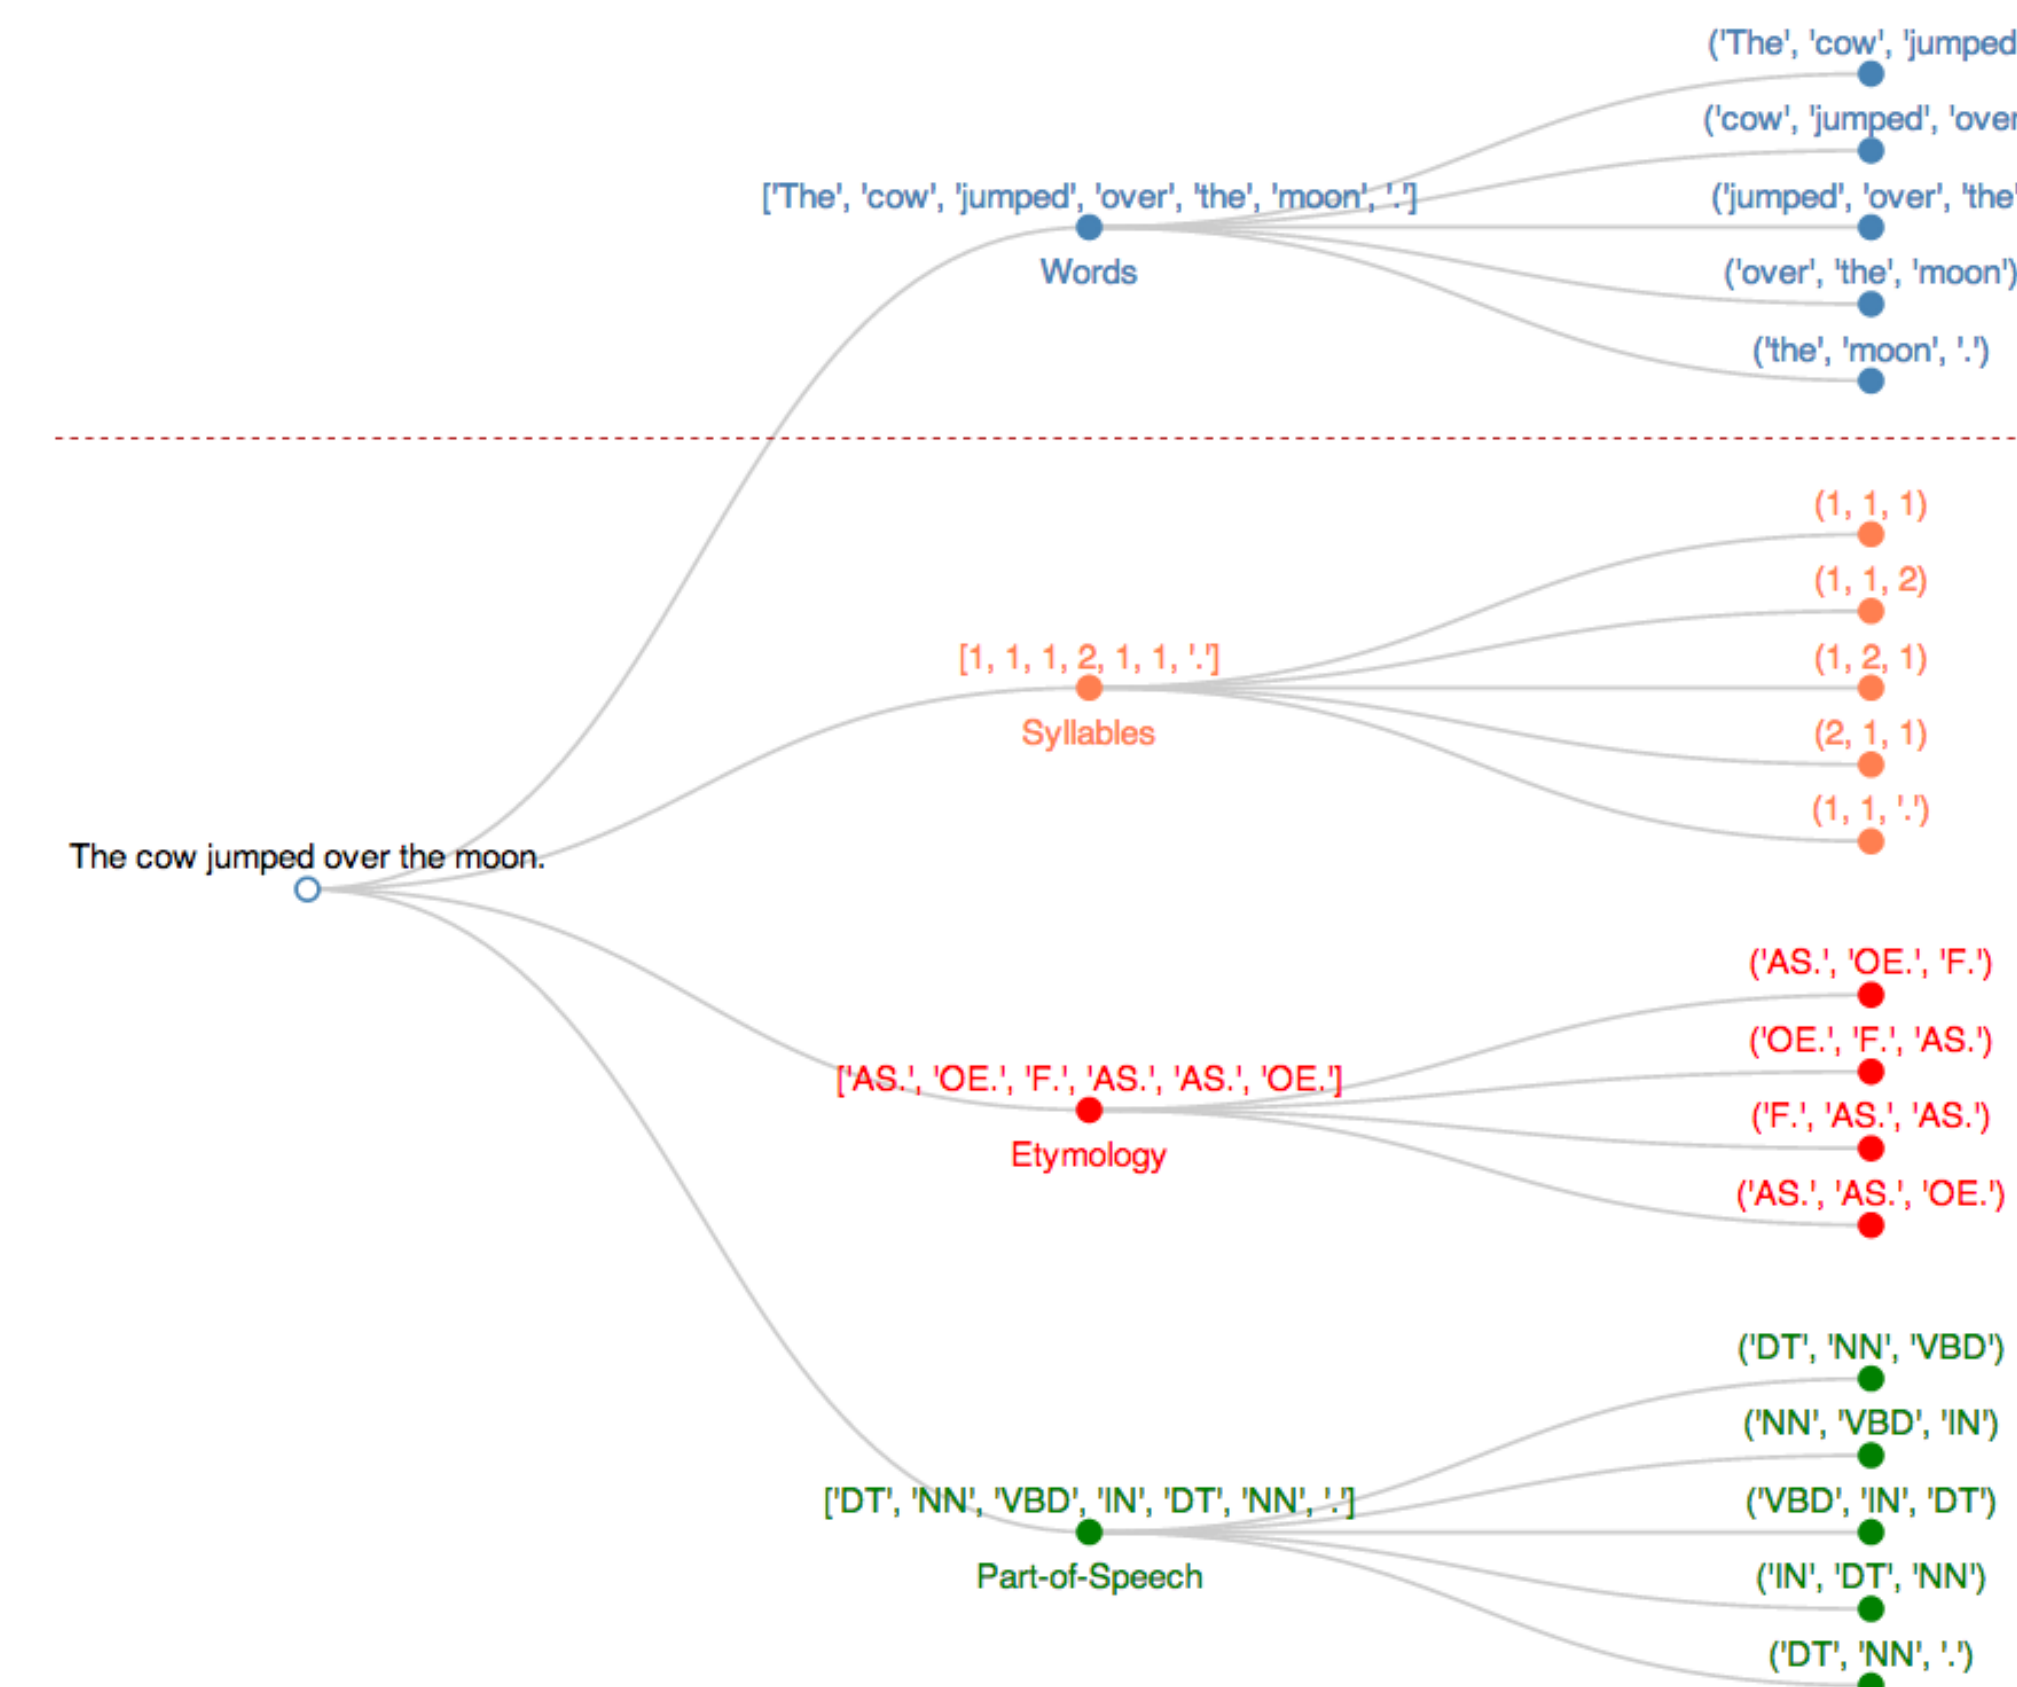 ('The', 'cow', 'jumped
('cow', 'jumped', 'over
('jumped', 'over', 'the'
['The', 'cow', 'jumped', 'over', 'the', 'moon', '.']
Words
('over', 'the', 'moon')
('the', 'moon', '.')
(1, 1, 1)
(1, 1, 2)
(1, 2, 1)
[1, 1, 1, 2, 1, 1, '.']
Syllables
(2, 1, 1)
(1, 1, '.')
The cow jumped over the moon.
('AS.', 'OE.', 'F.')
('OE.', 'F.', 'AS.')
['AS.', 'OE.', 'F.', 'AS.', 'AS.', 'OE.']
Etymology
('F.', 'AS.', 'AS.')
('AS.', 'AS.', 'OE.')
('DT', 'NN', 'VBD')
('NN', 'VBD', 'IN')
('VBD', 'IN', 'DT')
['DT', 'NN', 'VBD', 'IN', 'DT', 'NN', '.']
Part-of-Speech
('IN', 'DT', 'NN')
('DT', 'NN', '.')